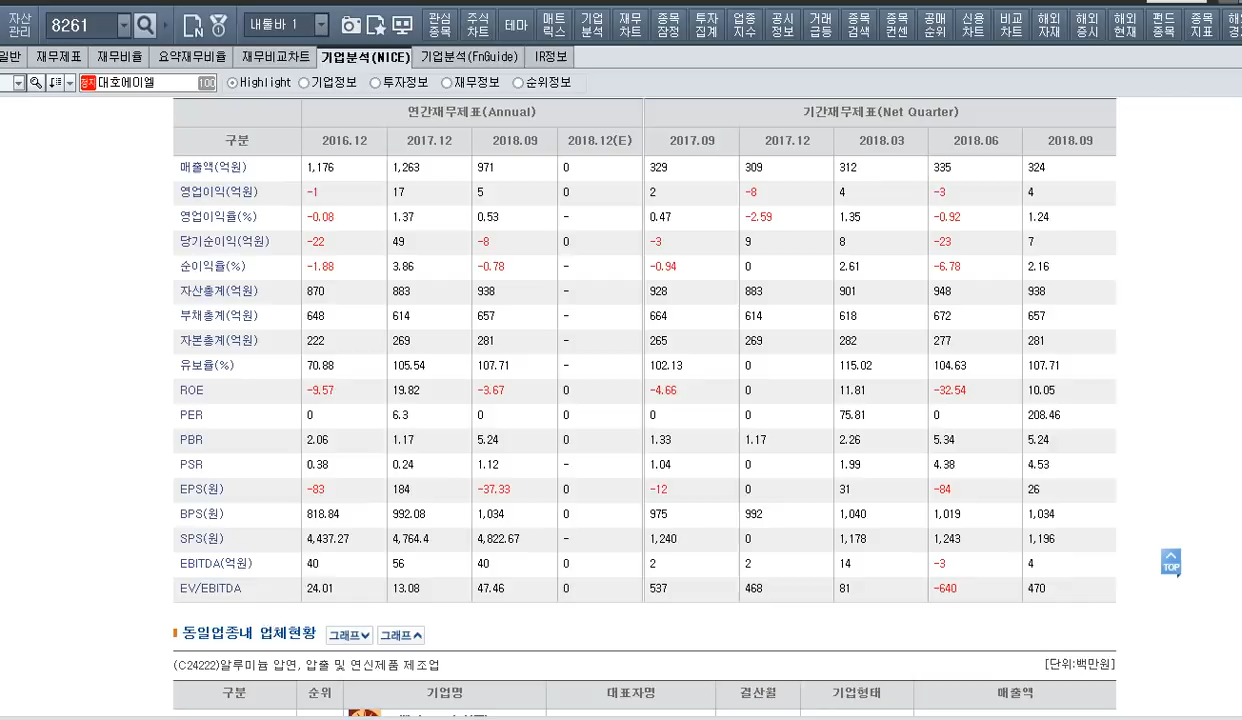 자산관리 8261 내툴바 1 관심종목 주식차트 테마 매트릭스 기업분석 재무차트 종목잠정 투자집계 업종지수 공시정보 거래급등 종목검색 종목컨센 공매순위 신용차트 비교차트 해외자재 해외증시 해외현재 펀드종목 종목지표
일반 재무제표 재무비율 요약재무비율 재무비교차트 기업분석(NICE) 기업분석(FnGuide) IR정보
정지 대호에이엘 100 Highlight 기업정보 투자정보 재무정보 순위정보
연간재무제표(Annual) 기간재무제표(Net Quarter)
구분 2016.12 2017.12 2018.09 2018.12(E) 2017.09 2017.12 2018.03 2018.06 2018.09
매출액(억원) 1,176 1,263 971 0 329 309 312 335 324
영업이익(억원) -1 17 5 0 2 -8 4 -3 4
영업이익률(%) -0.08 1.37 0.53 - 0.47 -2.59 1.35 -0.92 1.24
당기순이익(억원) -22 49 -8 0 -3 9 8 -23 7
순이익률(%) -1.88 3.86 -0.78 - -0.94 0 2.61 -6.78 2.16
자산총계(억원) 870 883 938 - 928 883 901 948 938
부채총계(억원) 648 614 657 - 664 614 618 672 657
자본총계(억원) 222 269 281 - 265 269 282 277 281
유보율(%) 70.88 105.54 107.71 - 102.13 0 115.02 104.63 107.71
ROE -9.57 19.82 -3.67 0 -4.66 0 11.81 -32.54 10.05
PER 0 6.3 0 0 0 0 75.81 0 208.46
PBR 2.06 1.17 5.24 0 1.33 1.17 2.26 5.34 5.24
PSR 0.38 0.24 1.12 - 1.04 0 1.99 4.38 4.53
EPS(원) -83 184 -37.33 0 -12 0 31 -84 26
BPS(원) 818.84 992.08 1,034 0 975 992 1,040 1,019 1,034
SPS(원) 4,437.27 4,764.4 4,822.67 - 1,240 0 1,178 1,243 1,196
EBITDA(억원) 40 56 40 0 2 2 14 -3 4
EV/EBITDA 24.01 13.08 47.46 0 537 468 81 -640 470
TOP
동일업종내 업체현황 그래프 그래프
(C24222)알루미늄 압연, 압출 및 연신제품 제조업 [단위:백만원]
구분 순위 기업명 대표자명 결산월 기업형태 매출액